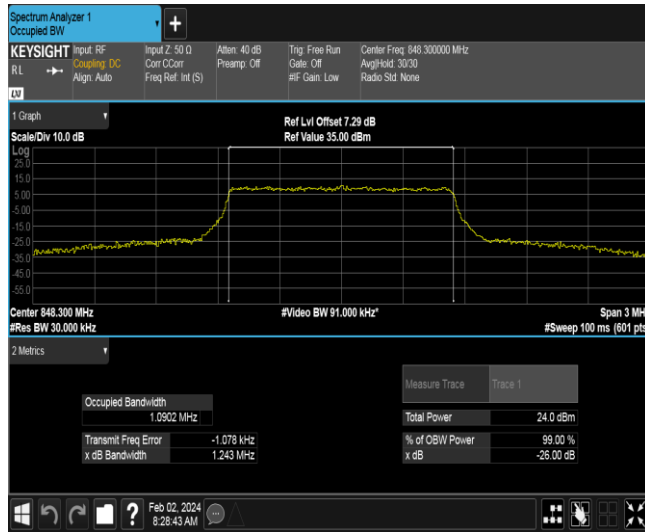 Spectrum Analyzer 1
Occupied BW
KEYSIGHT
RL
LXI
Input: RF
Coupling: DC
Align: Auto
Input Z: 50 Ω
Corr CCorr
Freq Ref: Int (S)
Atten: 40 dB
Preamp: Off
Trig: Free Run
Gate: Off
#IF Gain: Low
Center Freq: 848.300000 MHz
Avg|Hold: 30/30
Radio Std: None
1 Graph
Scale/Div 10.0 dB
Ref Lvl Offset 7.29 dB
Ref Value 35.00 dBm
Log
25.0
15.0
5.00
-5.00
-15.0
-25.0
-35.0
-45.0
-55.0
Center 848.300 MHz
#Video BW 91.000 kHz*
Span 3 MH
#Res BW 30.000 kHz
#Sweep 100 ms (601 pts
2 Metrics
Measure Trace
Trace 1
Occupied Bandwidth
1.0902 MHz
Total Power 24.0 dBm
Transmit Freq Error -1.078 kHz
% of OBW Power 99.00 %
x dB Bandwidth 1.243 MHz
x dB -26.00 dB
?
Feb 02, 2024
8:28:43 AM